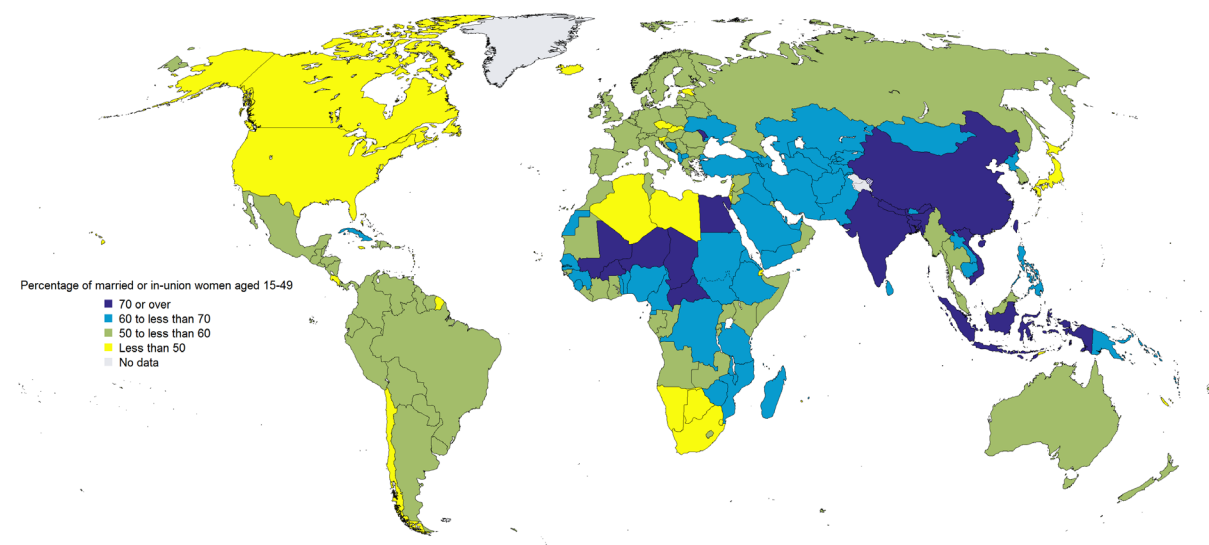 Percentage of married or in-union women aged 15-49
70 or over
60 to less than 70
50 to less than 60
Less than 50
No data